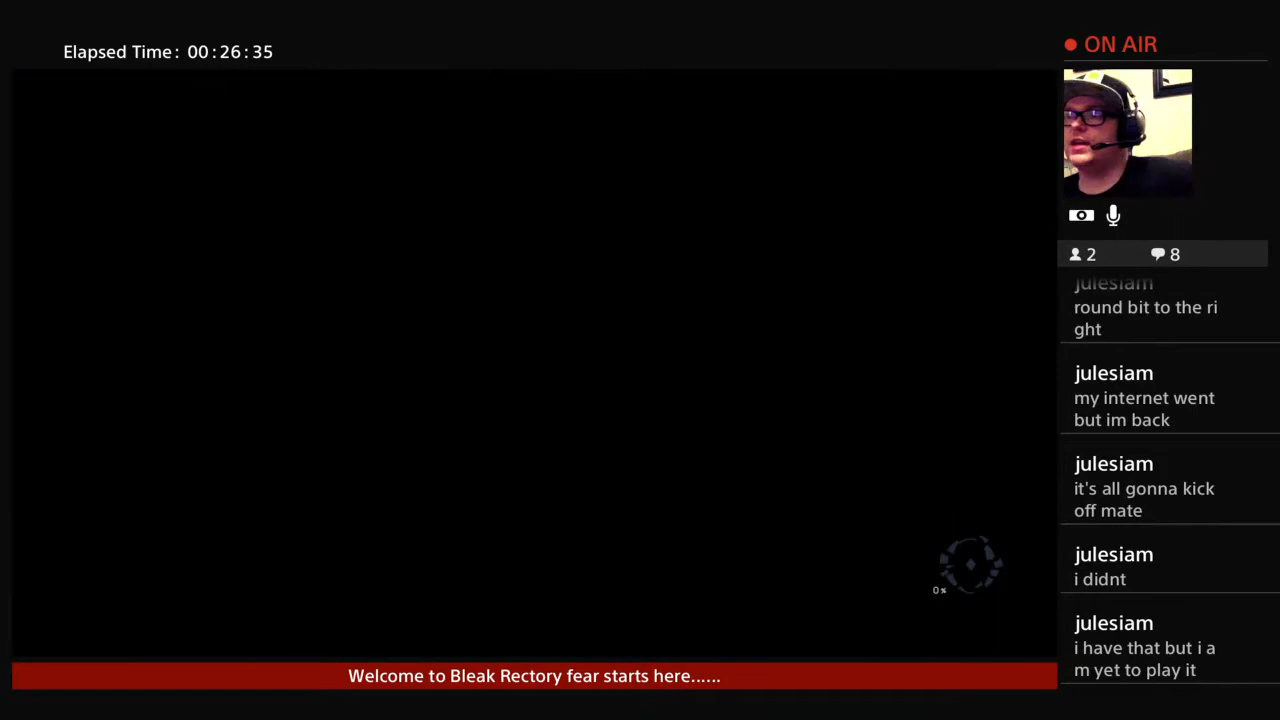 Elapsed Time: 00:26:35
ON AIR
2 8
julesiam
round bit to the ri
ght
julesiam
my internet went
but im back
julesiam
it's all gonna kick
off mate
julesiam
i didnt
julesiam
i have that but i a
m yet to play it
0%
Welcome to Bleak Rectory fear starts here......